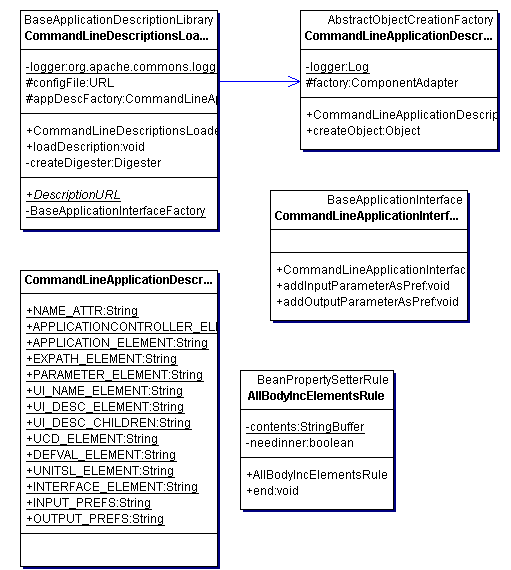 BaseApplicationDescriptionLibrary
CommandLineDescriptionsLoa...
-logger:org.apache.commons.logg
#configFile:URL
#appDescFactory:CommandLineAp
+CommandLineDescriptionsLoade
+loadDescription:void
-createDigester:Digester
+DescriptionURL
-BaseApplicationInterfaceFactory
AbstractObjectCreationFactory
CommandLineApplicationDescr...
-logger:Log
#factory:ComponentAdapter
+CommandLineApplicationDescrip
+createObject:Object
BaseApplicationInterface
CommandLineApplicationInterf...
+CommandLineApplicationInterfac
+addInputParameterAsPref:void
+addOutputParameterAsPref:void
CommandLineApplicationDescr...
+NAME_ATTR:String
+APPLICATIONCONTROLLER_ELE
+APPLICATION_ELEMENT:String
+EXPATH_ELEMENT:String
+PARAMETER_ELEMENT:String
+UI_NAME_ELEMENT:String
+UI_DESC_ELEMENT:String
+UI_DESC_CHILDREN:String
+UCD_ELEMENT:String
+DEFVAL_ELEMENT:String
+UNITSL_ELEMENT:String
+INTERFACE_ELEMENT:String
+INPUT_PREFS:String
+OUTPUT_PREFS:String
BeanPropertySetterRule
AllBodyIncElementsRule
-contents:StringBuffer
-needinner:boolean
+AllBodyIncElementsRule
+end:void